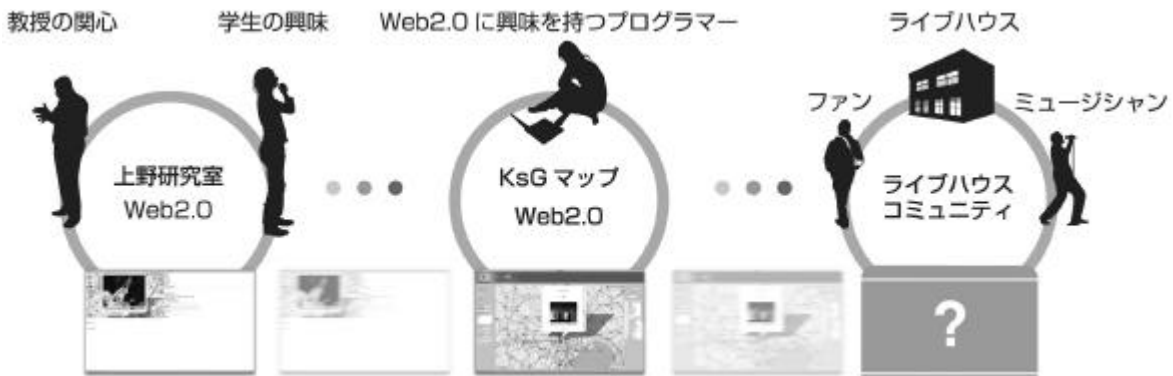 教授の関心
学生の興味
Web2.0 に興味を持つプログラマー
ライブハウス
ファン
ミュージシャン
上野研究室
Web2.0
KsG マップ
Web2.0
ライブハウス
コミュニティ
?